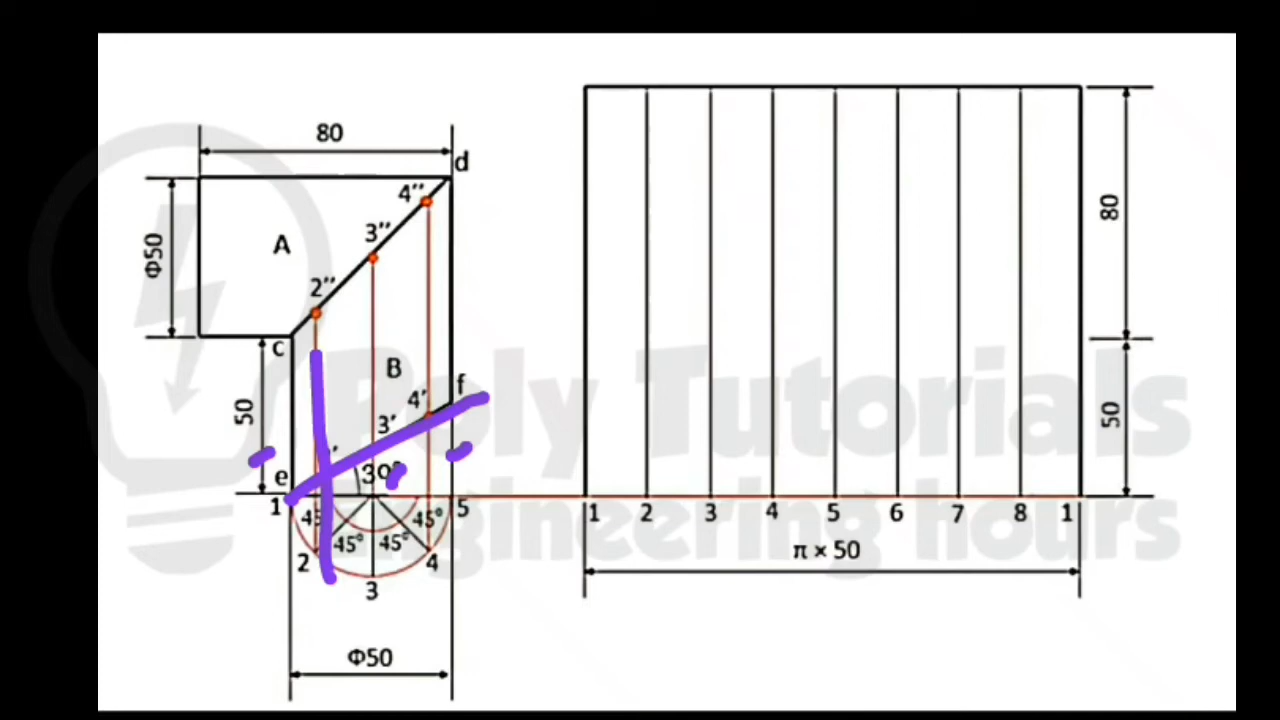 80
d
4’’
3’’
A
Φ50
2’’
80
c
B
f
50
4’
50
3’
e
30°
1
5
1 2 3 4 5 6 7 8 1
45°
45° 45°
2
4
π × 50
3
Φ50
Poly Tutorials
Engineering hours